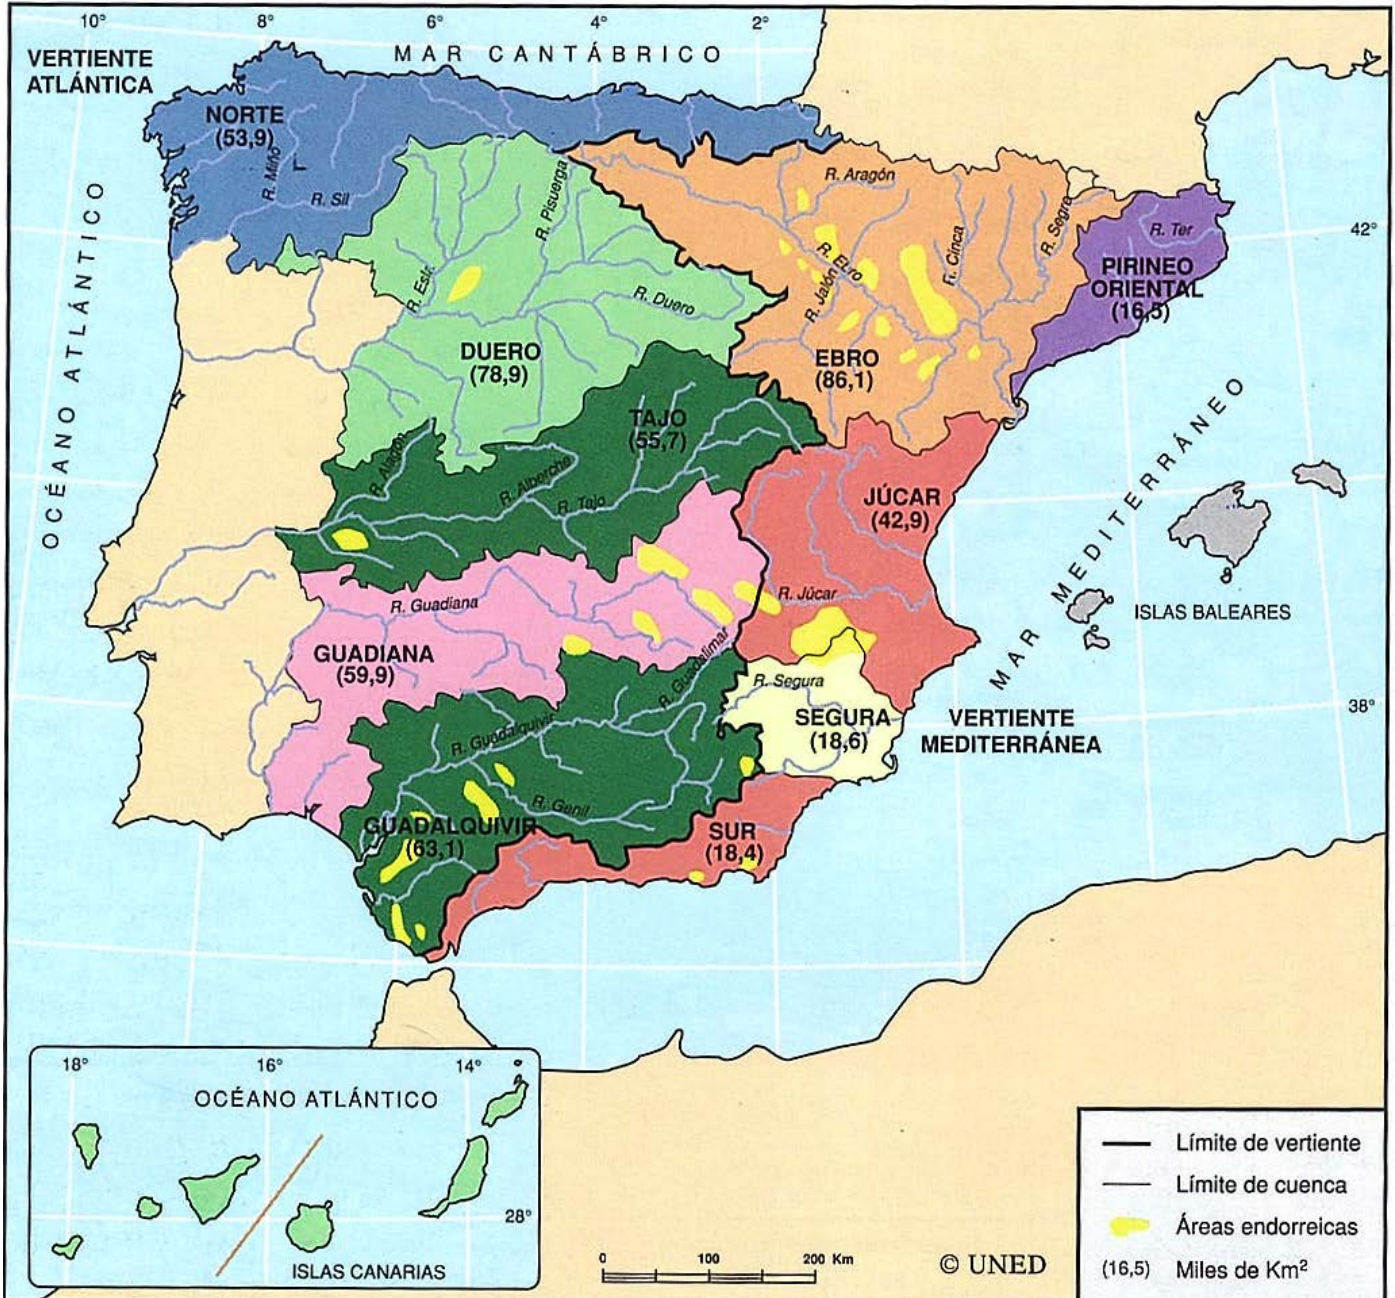 10°
8°
6°
4°
2°
VERTIENTE
ATLÁNTICA
MAR CANTÁBRICO
NORTE
(53,9)
R. Miño
R. Sil
R. Pisuerga
R. Aragón
R. Segre
R. Cinca
R. Ter
42°
PIRINEO
ORIENTAL
(16,5)
OCÉANO ATLÁNTICO
R. Esla
R. Ebro
R. Jalón
R. Duero
DUERO
(78,9)
EBRO
(86,1)
TAJO
(55,7)
R. Alagón
R. Alberche
R. Tajo
JÚCAR
(42,9)
MAR MEDITERRÁNEO
ISLAS BALEARES
R. Júcar
R. Guadiana
GUADIANA
(59,9)
R. Guadalimar
R. Segura
SEGURA
(18,6)
VERTIENTE
MEDITERRÁNEA
38°
R. Guadalquivir
R. Genil
GUADALQUIVIR
(63,1)
SUR
(18,4)
18°
16°
14°
OCÉANO ATLÁNTICO
28°
ISLAS CANARIAS
0 100 200 Km
© UNED
Límite de vertiente
Límite de cuenca
Áreas endorreicas
(16,5) Miles de Km²